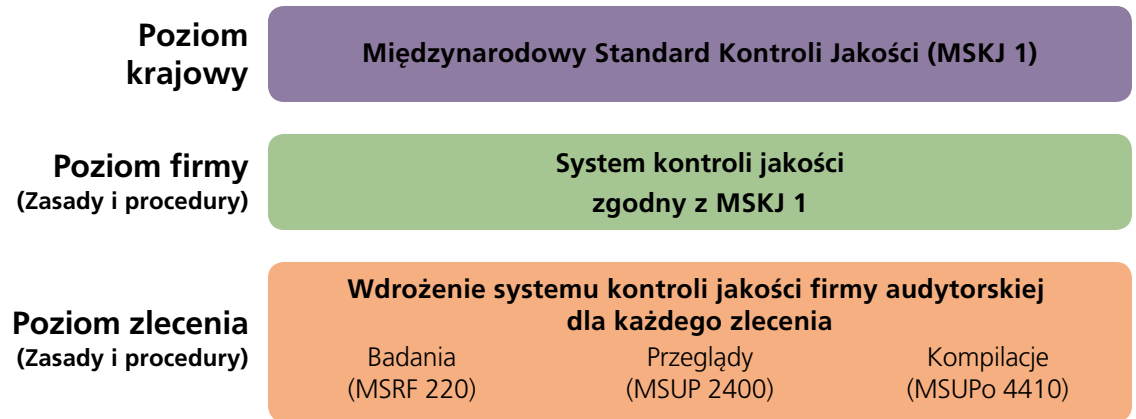 Poziom
krajowy
Międzynarodowy Standard Kontroli Jakości (MSKJ 1)
Poziom firmy
(Zasady i procedury)
System kontroli jakości
zgodny z MSKJ 1
Poziom zlecenia
(Zasady i procedury)
Wdrożenie systemu kontroli jakości firmy audytorskiej
dla każdego zlecenia
Badania
(MSRF 220)
Przeglądy
(MSUP 2400)
Kompilacje
(MSUPo 4410)